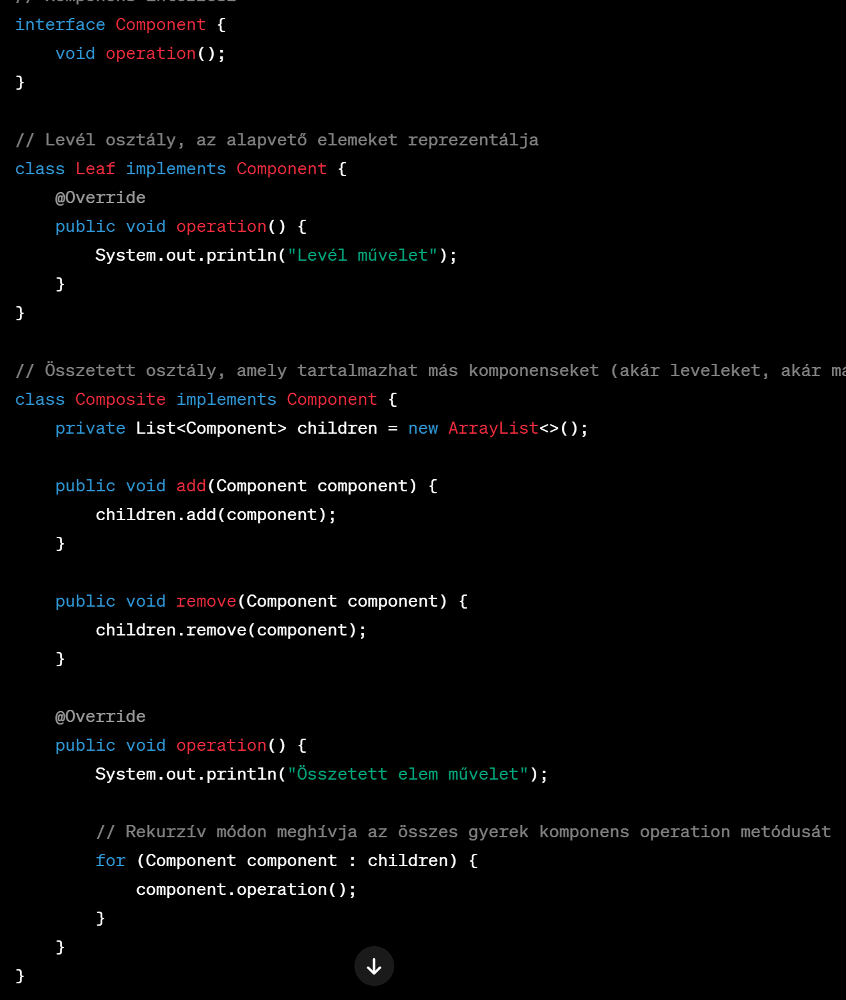 interface Component {
    void operation();
}
// Levél osztály, az alapvető elemeket reprezentálja
class Leaf implements Component {
    @Override
    public void operation() {
        System.out.println("Levél művelet");
    }
}
// Összetett osztály, amely tartalmazhat más komponenseket (akár leveleket, akár
class Composite implements Component {
    private List<Component> children = new ArrayList<>();
    public void add(Component component) {
        children.add(component);
    }
    public void remove(Component component) {
        children.remove(component);
    }
    @Override
    public void operation() {
        System.out.println("Összetett elem művelet");
        // Rekurzív módon meghívja az összes gyerek komponens operation metódusát
        for (Component component : children) {
            component.operation();
        }
    }
}